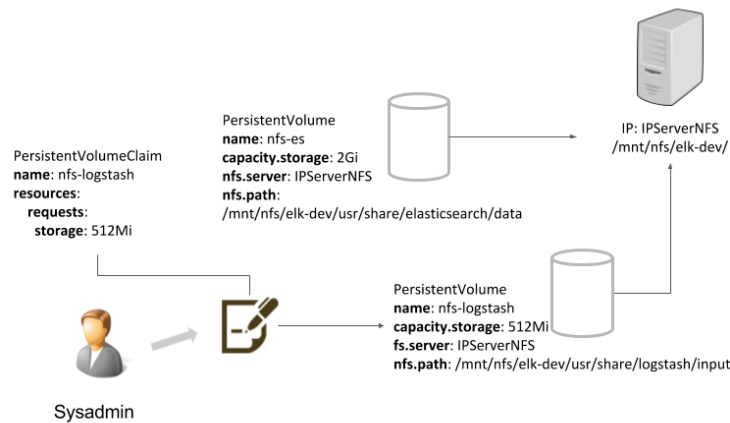 PersistentVolumeClaim
name: nfs-logstash
resources:
requests:
storage: 512Mi
PersistentVolume
name: nfs-es
capacity.storage: 2Gi
nfs.server: IPServerNFS
nfs.path:
/mnt/nfs/elk-dev/usr/share/elasticsearch/data
IP: IPServerNFS
/mnt/nfs/elk-dev/
PersistentVolume
name: nfs-logstash
capacity.storage: 512Mi
fs.server: IPServerNFS
nfs.path: /mnt/nfs/elk-dev/usr/share/logstash/input
Sysadmin